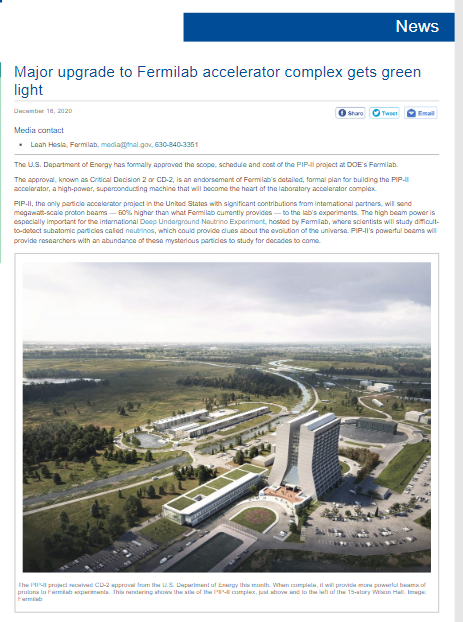 News
Major upgrade to Fermilab accelerator complex gets green
light
December 16, 2020
Share
Tweet
Email
Media contact
Leah Hesla, Fermilab, media@fnal.gov, 630-840-3351
The U.S. Department of Energy has formally approved the scope, schedule and cost of the PIP-II project at DOE's Fermilab.
The approval, known as Critical Decision 2 or CD-2, is an endorsement of Fermilab's detailed, formal plan for building the PIP-II
accelerator, a high-power, superconducting machine that will become the heart of the laboratory accelerator complex.
PIP-II, the only particle accelerator project in the United States with significant contributions from international partners, will send
megawatt-scale proton beams — 60% higher than what Fermilab currently provides — to the lab's experiments. The high beam power is
especially important for the international Deep Underground Neutrino Experiment, hosted by Fermilab, where scientists will study difficult-
to-detect subatomic particles called neutrinos, which could provide clues about the evolution of the universe. PIP-II's powerful beams will
provide researchers with an abundance of these mysterious particles to study for decades to come.
The PIP-II project received CD-2 approval from the U.S. Department of Energy this month. When complete, it will provide more powerful beams of
protons to Fermilab experiments. This rendering shows the site of the PIP-II complex, just above and to the left of the 15-story Wilson Hall. Image:
Fermilab